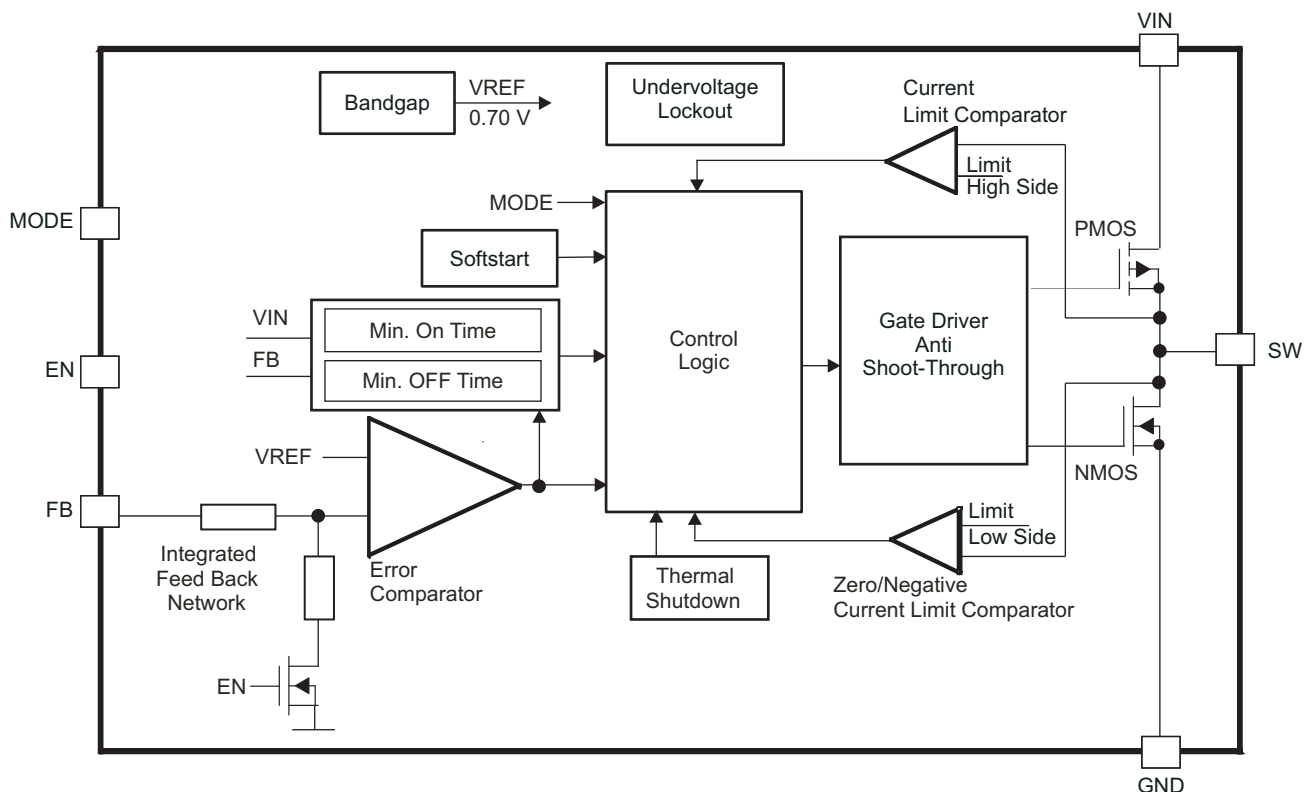 VIN
Bandgap
VREF
0.70 V
Undervoltage
Lockout
Current
Limit Comparator
Limit
High Side
MODE
MODE
PMOS
Softstart
VIN
Min. On Time
FB
Min. OFF Time
Control
Logic
Gate Driver
Anti
Shoot-Through
SW
EN
VREF
NMOS
FB
Integrated
Feed Back
Network
Error
Comparator
Thermal
Shutdown
Limit
Low Side
Zero/Negative
Current Limit Comparator
EN
GND